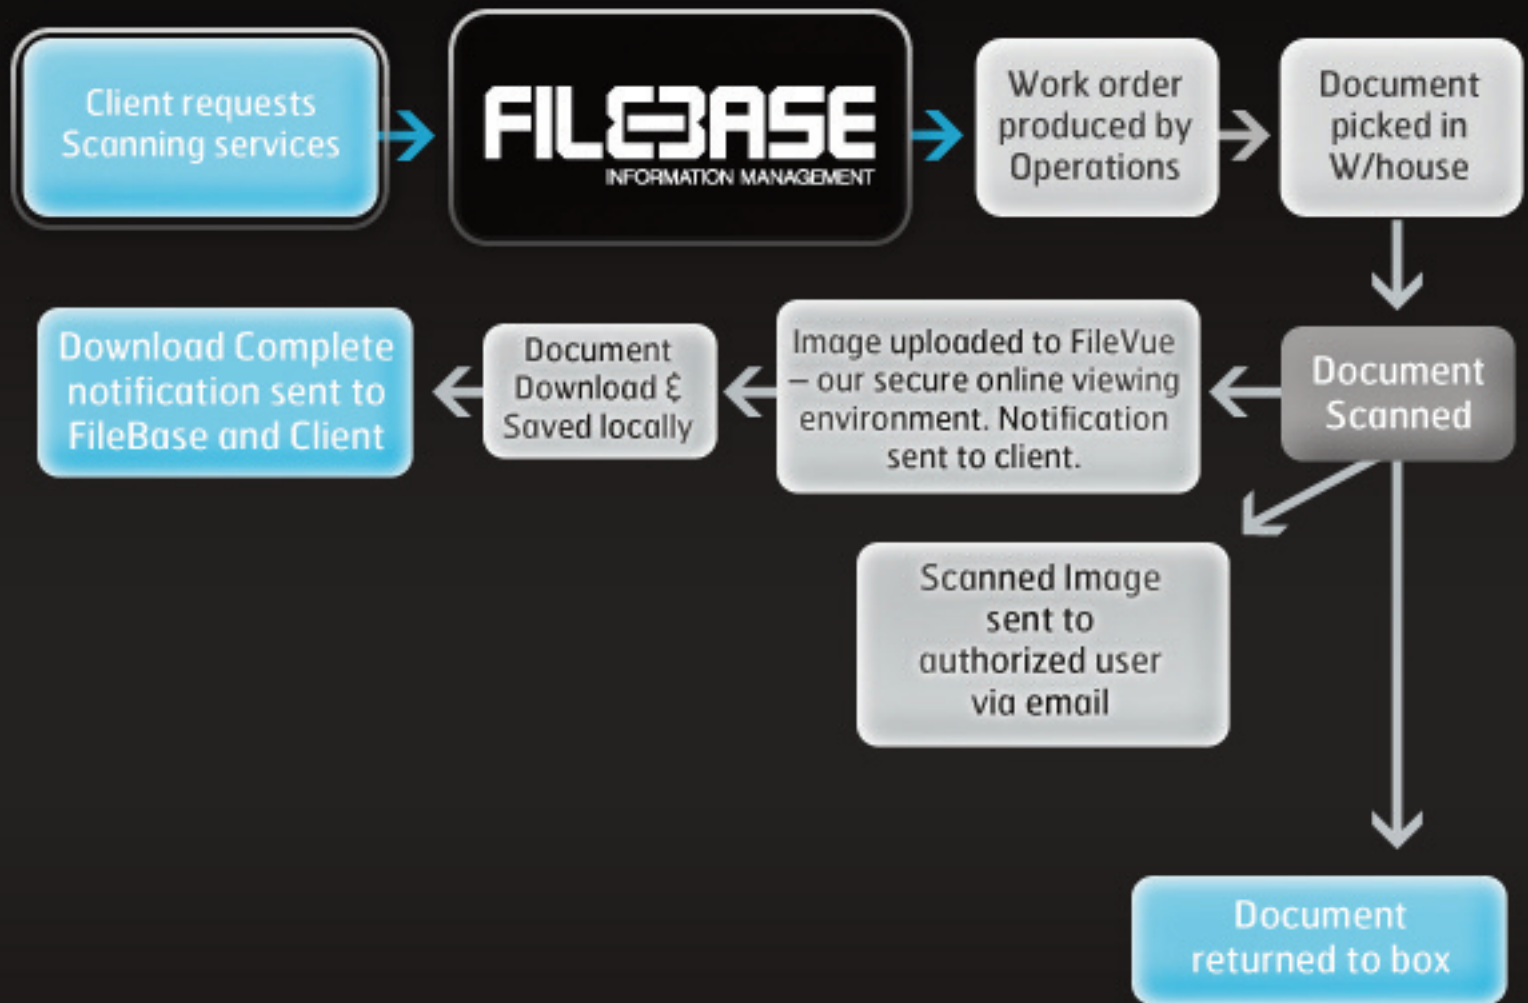 Client requests
Scanning services
FILEBASE
INFORMATION MANAGEMENT
Work order
produced by
Operations
Document
picked in
W/house
Download Complete
notification sent to
FileBase and Client
Document
Download &
Saved locally
Image uploaded to FileVue
– our secure online viewing
environment. Notification
sent to client.
Document
Scanned
Scanned Image
sent to
authorized user
via email
Document
returned to box